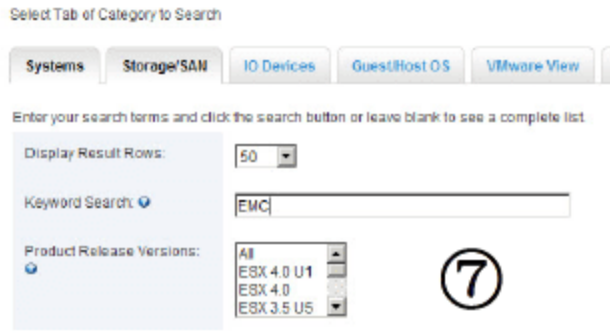 Select Tab of Category to Search
Systems Storage/SAN IO Devices Guest/Host OS VMware View
Enter your search terms and click the search button or leave blank to see a complete list.
Display Result Rows: 50
Keyword Search: EMC
Product Release Versions: All
ESX 4.0 U1
ESX 4.0
ESX 3.5 U5
⑦